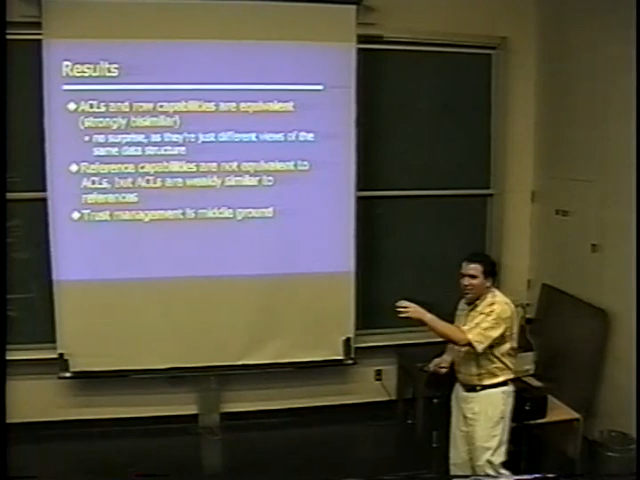 Results
ACLs and row capabilities are equivalent
(strongly bisimilar)
no surprise, as they're just different views of the
same data structure
Reference capabilities are not equivalent to
ACLs, but ACLs are weakly similar to
references
Trust management is middle ground